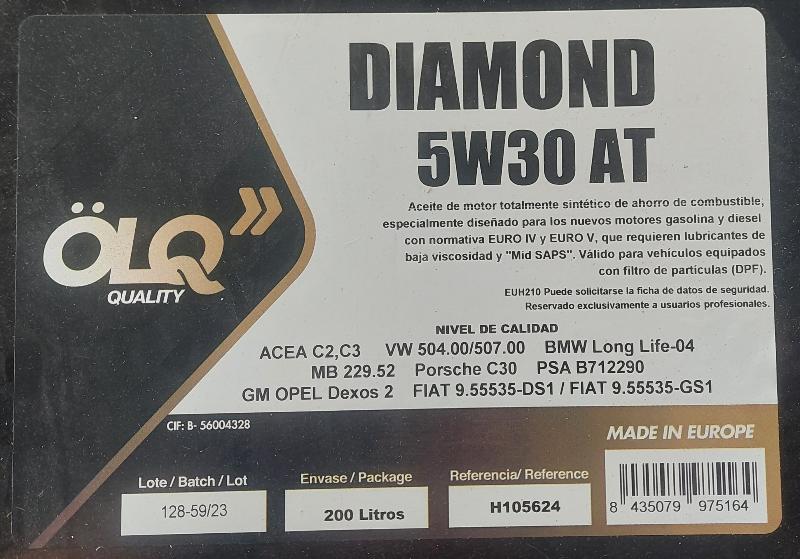 DIAMOND
5W30 AT
Aceite de motor totalmente sintético de ahorro de combustible,
especialmente diseñado para los nuevos motores gasolina y diesel
con normativa EURO IV y EURO V, que requieren lubricantes de
baja viscosidad y "Mid SAPS". Válido para vehículos equipados
con filtro de partículas (DPF).
EUH210 Puede solicitarse la ficha de datos de seguridad.
Reservado exclusivamente a usuarios profesionales.
ÖLQ
QUALITY
NIVEL DE CALIDAD
ACEA C2,C3 VW 504.00/507.00 BMW Long Life-04
MB 229.52 Porsche C30 PSA B712290
GM OPEL Dexos 2 FIAT 9.55535-DS1 / FIAT 9.55535-GS1
CIF: B- 56004328
MADE IN EUROPE
Lote / Batch / Lot
128-59/23
Envase / Package
200 Litros
Referencia/ Reference
H105624
8 435079 975164